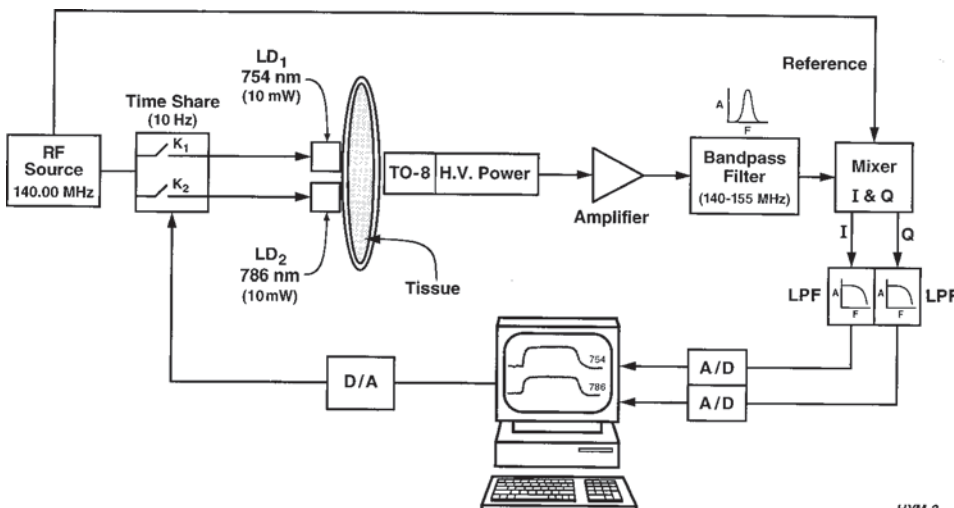 LD1
754 nm
(10 mW)
Reference
Time Share
(10 Hz)
A
F
RF
Source
140.00 MHz
K1
K2
TO-8
H.V. Power
Amplifier
Bandpass
Filter
(140-155 MHz)
Mixer
I & Q
I
Q
LD2
786 nm
(10mW)
Tissue
LPF
A
F
A
F
LPF
754
786
D/A
A/D
A/D